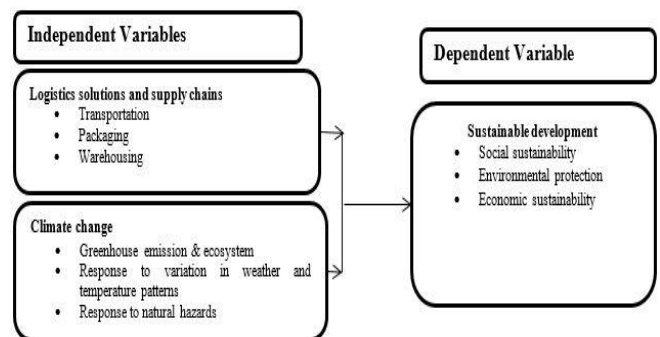 Independent Variables
Logistics solutions and supply chains
• Transportation
• Packaging
• Warehousing
Climate change
• Greenhouse emission & ecosystem
• Response to variation in weather and
temperature patterns
• Response to natural hazards
Dependent Variable
Sustainable development
• Social sustainability
• Environmental protection
• Economic sustainability